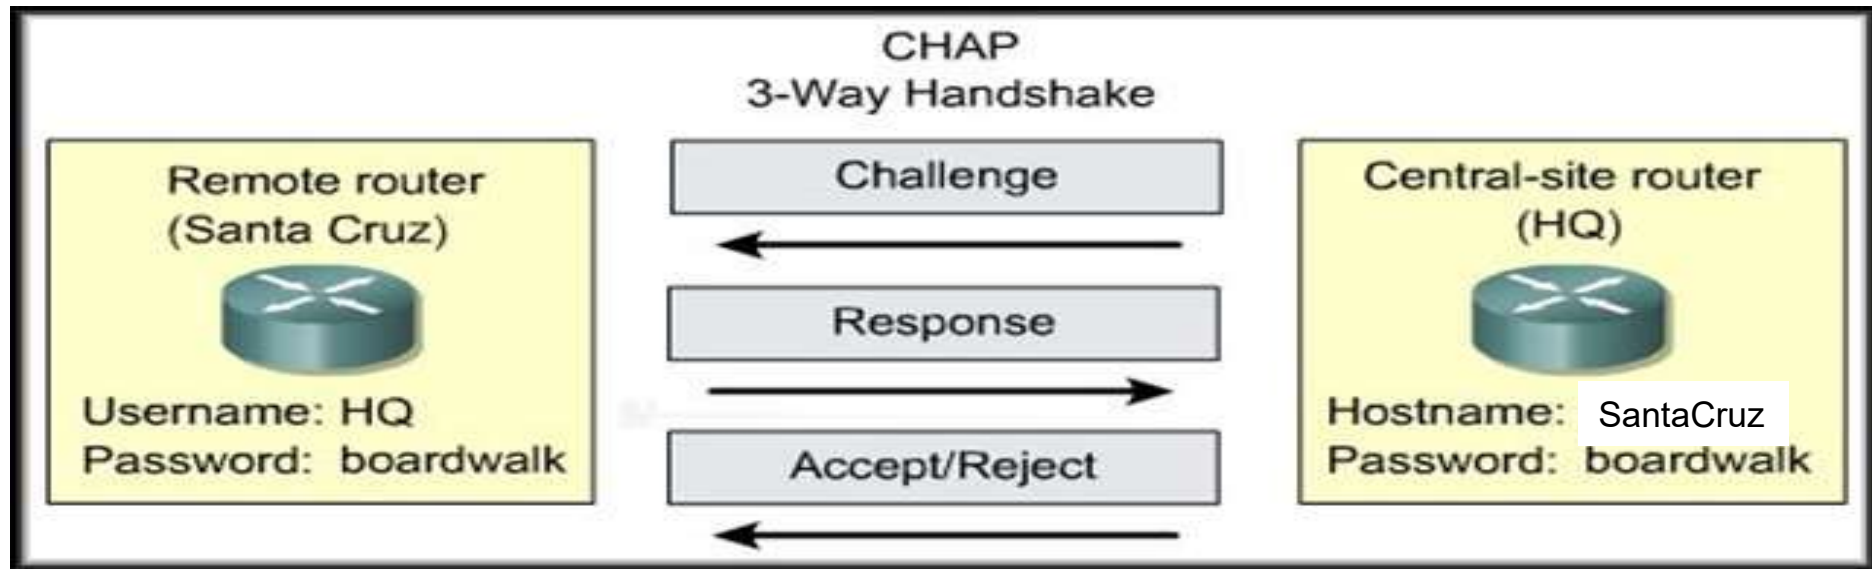 CHAP
3-Way Handshake
Remote router
(Santa Cruz)
Username: HQ
Password: boardwalk
Challenge
Response
Accept/Reject
Central-site router
(HQ)
Hostname: SantaCruz
Password: boardwalk